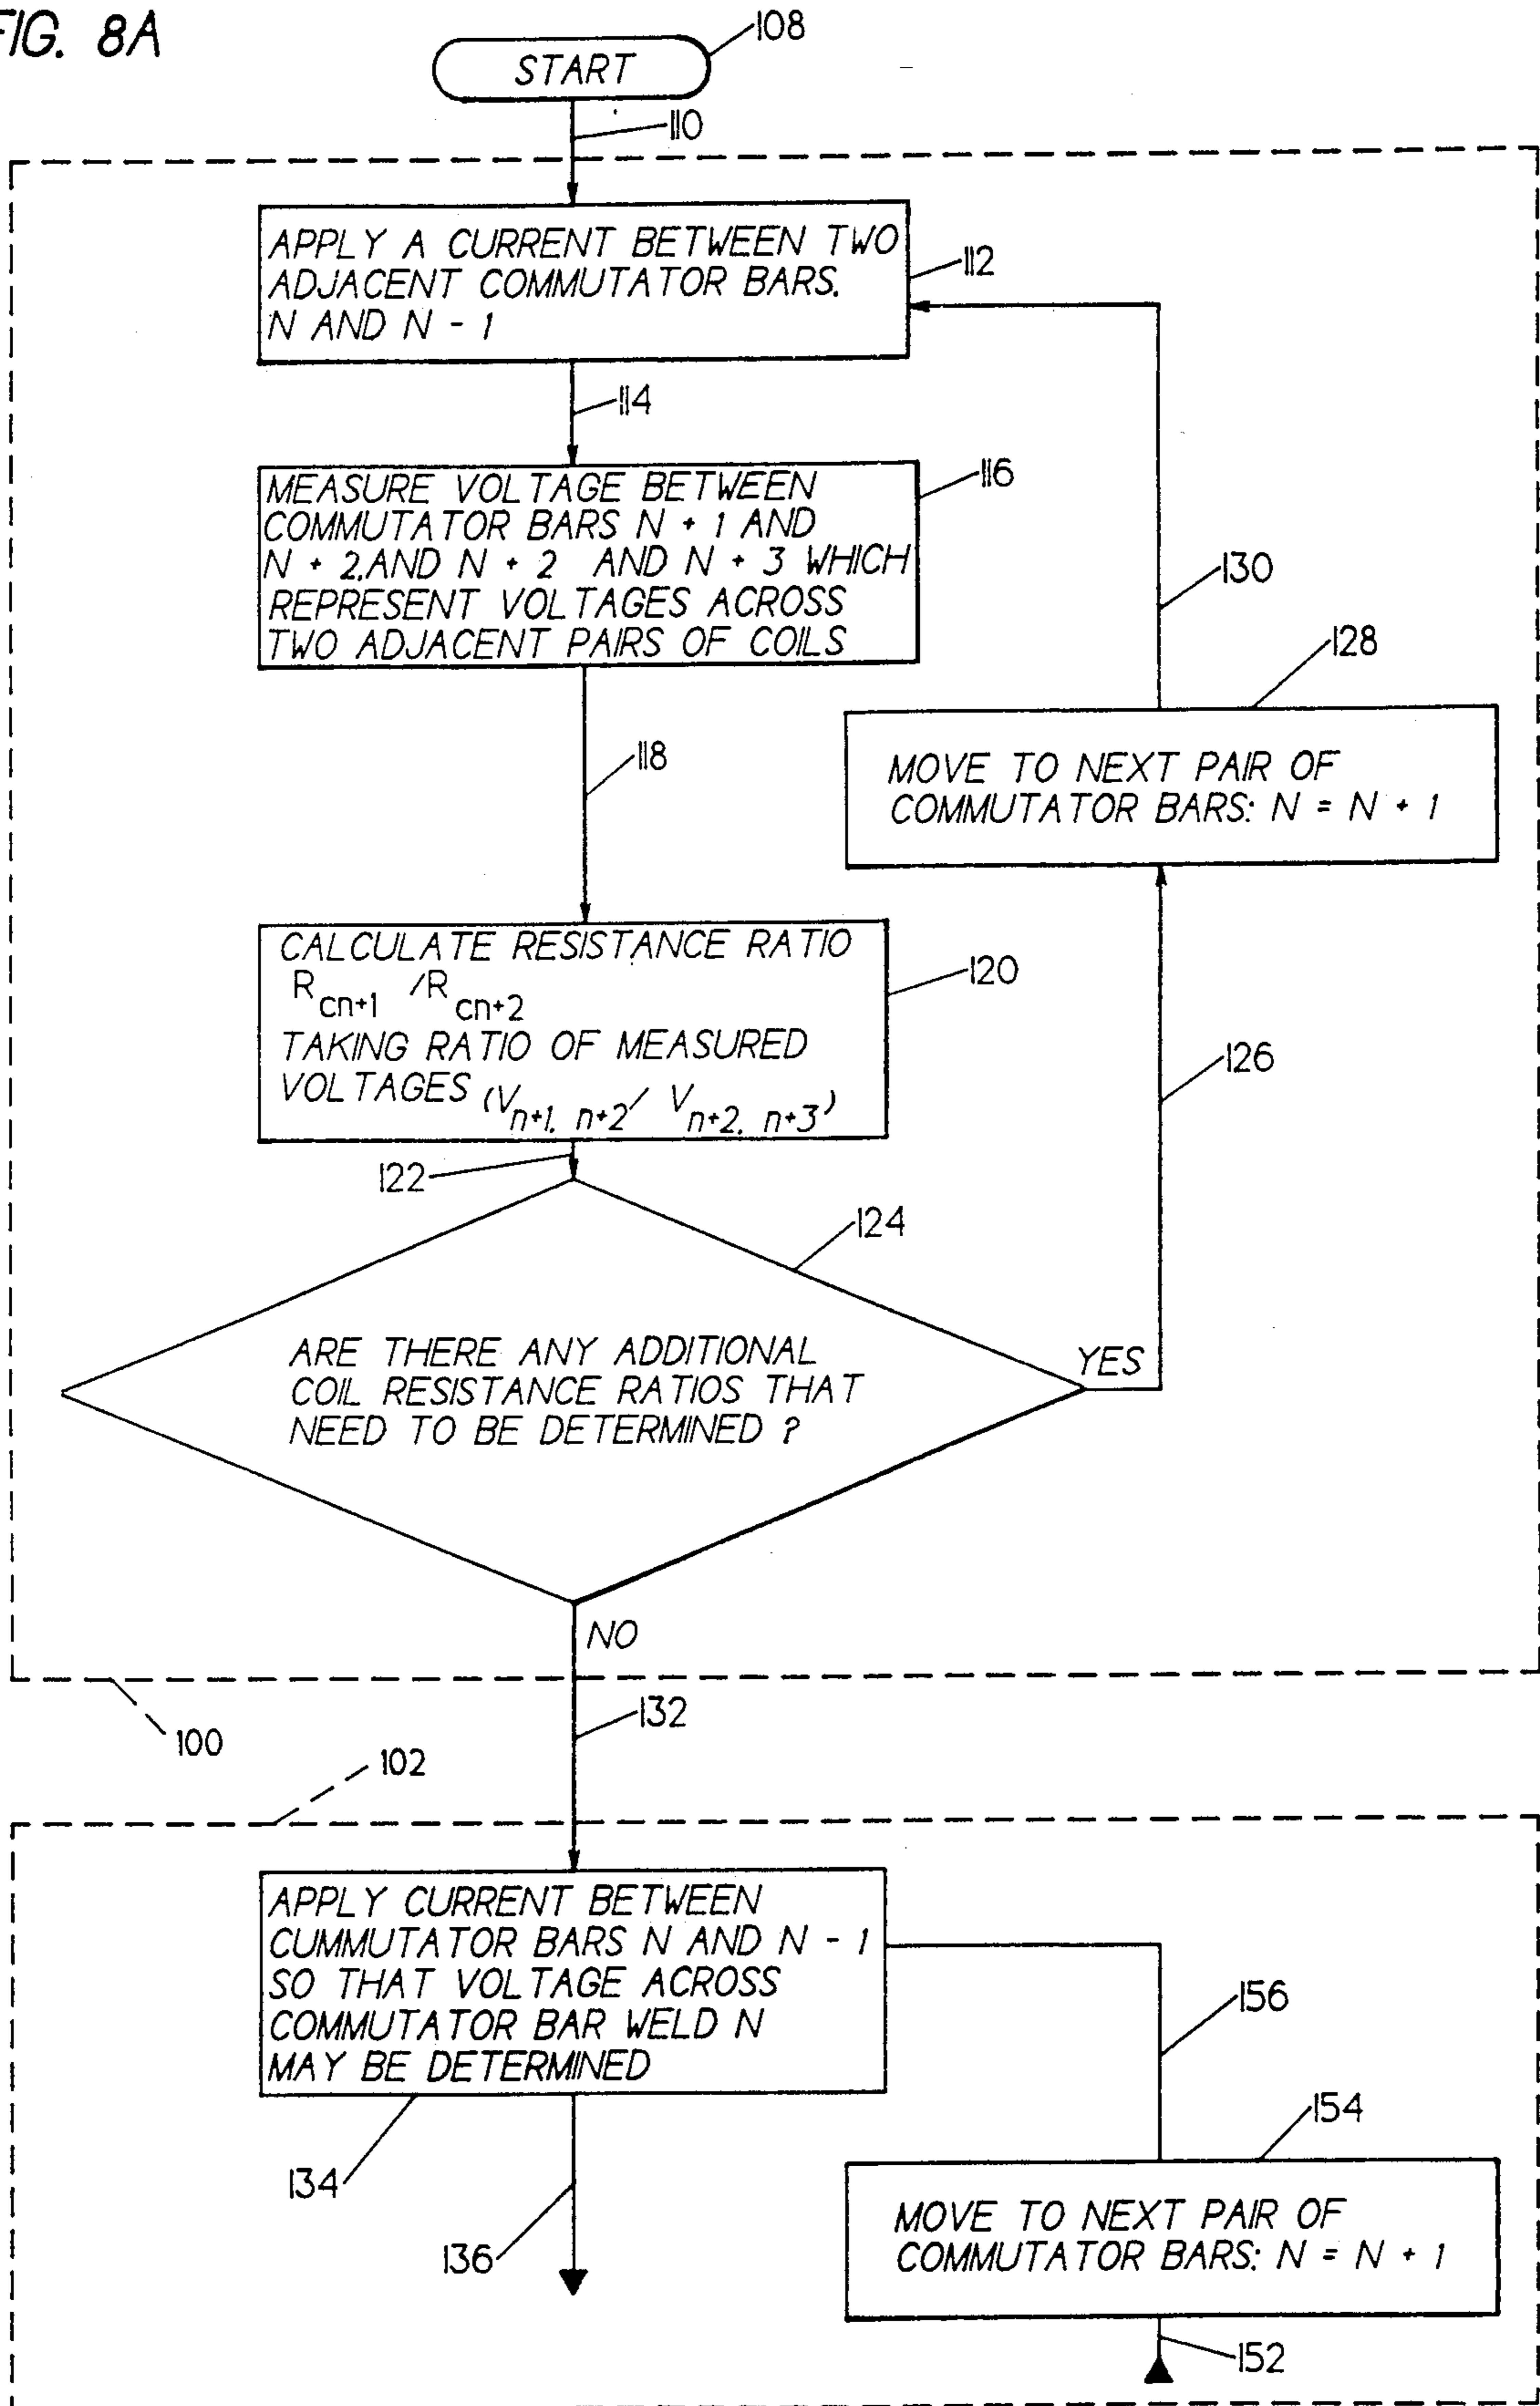 FIG. 8A
START
108
110
APPLY A CURRENT BETWEEN TWO
ADJACENT COMMUTATOR BARS.
N AND N - 1
112
114
MEASURE VOLTAGE BETWEEN
COMMUTATOR BARS N + 1 AND
N + 2,AND N + 2 AND N + 3 WHICH
REPRESENT VOLTAGES ACROSS
TWO ADJACENT PAIRS OF COILS
116
130
128
118
MOVE TO NEXT PAIR OF
COMMUTATOR BARS: N = N + 1
CALCULATE RESISTANCE RATIO
R cn+1 /R cn+2
TAKING RATIO OF MEASURED
VOLTAGES (V n+1, n+2 / V n+2, n+3)
120
126
122
124
ARE THERE ANY ADDITIONAL
COIL RESISTANCE RATIOS THAT
NEED TO BE DETERMINED ?
YES
NO
100
132
102
APPLY CURRENT BETWEEN
CUMMUTATOR BARS N AND N - 1
SO THAT VOLTAGE ACROSS
COMMUTATOR BAR WELD N
MAY BE DETERMINED
156
154
134
136
MOVE TO NEXT PAIR OF
COMMUTATOR BARS: N = N + 1
152